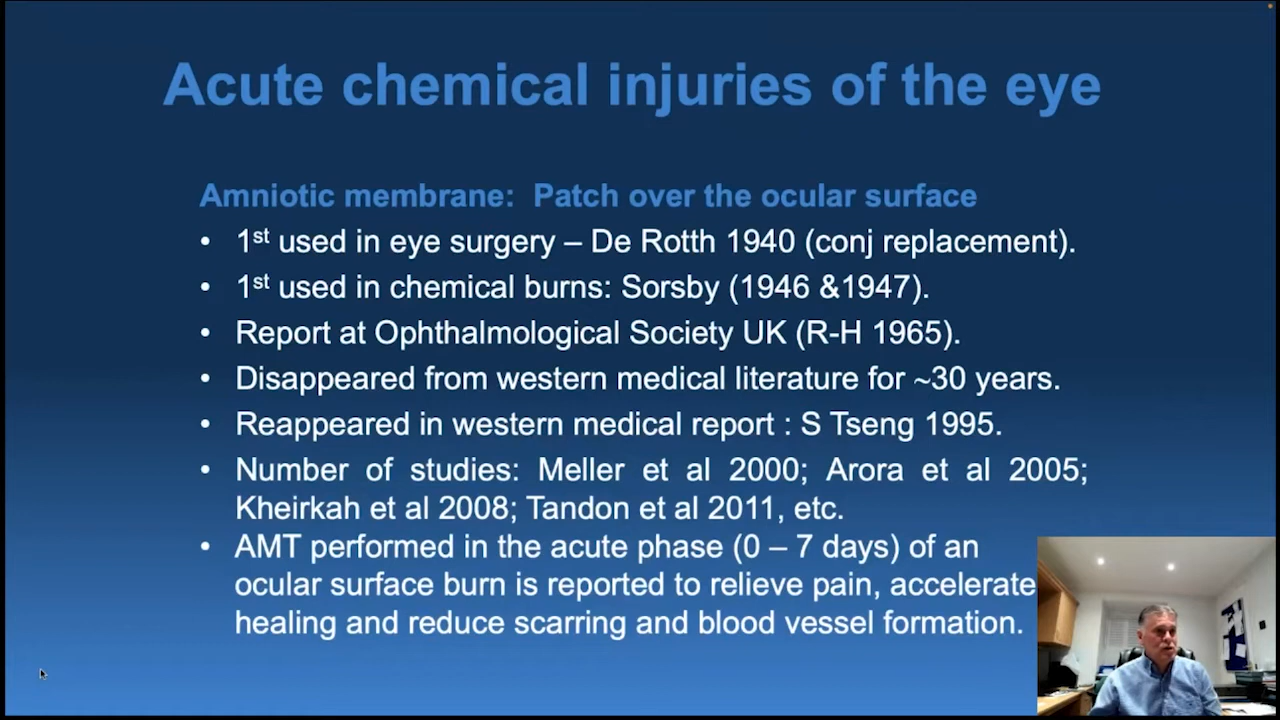 Acute chemical injuries of the eye
Amniotic membrane: Patch over the ocular surface
• 1st used in eye surgery – De Rotth 1940 (conj replacement).
• 1st used in chemical burns: Sorsby (1946 &1947).
• Report at Ophthalmological Society UK (R-H 1965).
• Disappeared from western medical literature for ~30 years.
• Reappeared in western medical report : S Tseng 1995.
• Number of studies: Meller et al 2000; Arora et al 2005;
Kheirkah et al 2008; Tandon et al 2011, etc.
• AMT performed in the acute phase (0 – 7 days) of an
ocular surface burn is reported to relieve pain, accelerate
healing and reduce scarring and blood vessel formation.